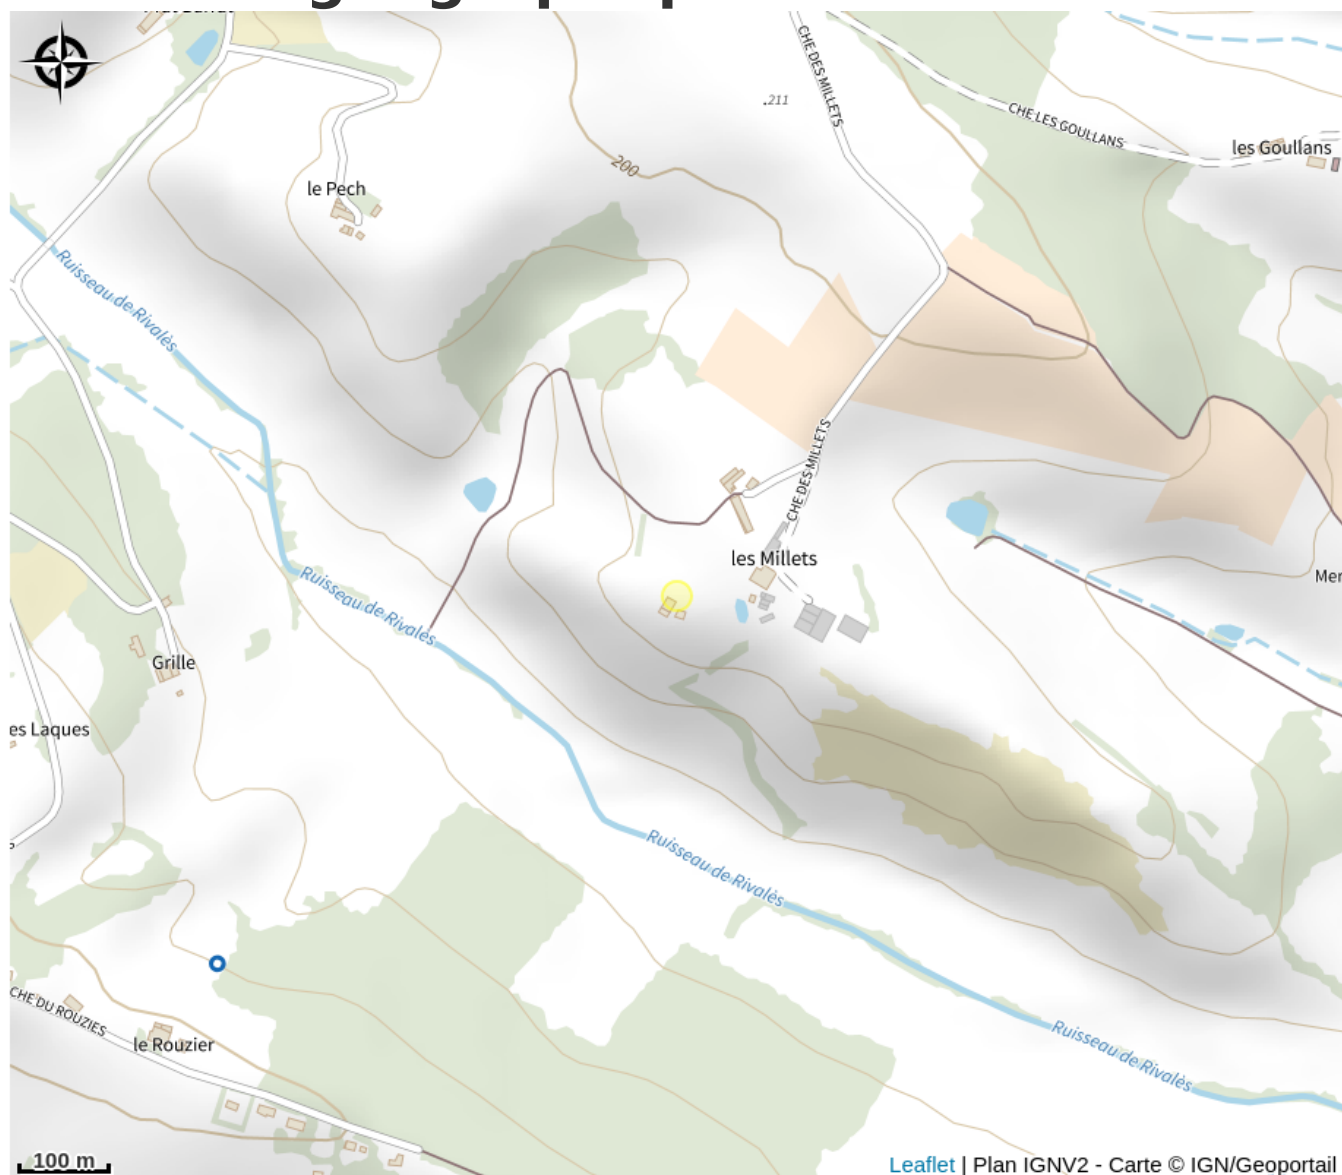 .211
CHE DES MILLETS
CHE LES GOULLANS
les Goullans
200
le Pech
Ruisseau de Rivalès
CHE DES MILLETS
les Millets
Mer
Ruisseau de Rivalès
Grille
es Laques
Ruisseau de Rivalès
CHE DU ROUZIES
le Rouzier
Ruisseau de Rivalès
100 m
Leaflet | Plan IGNV2 - Carte © IGN/Geoportail